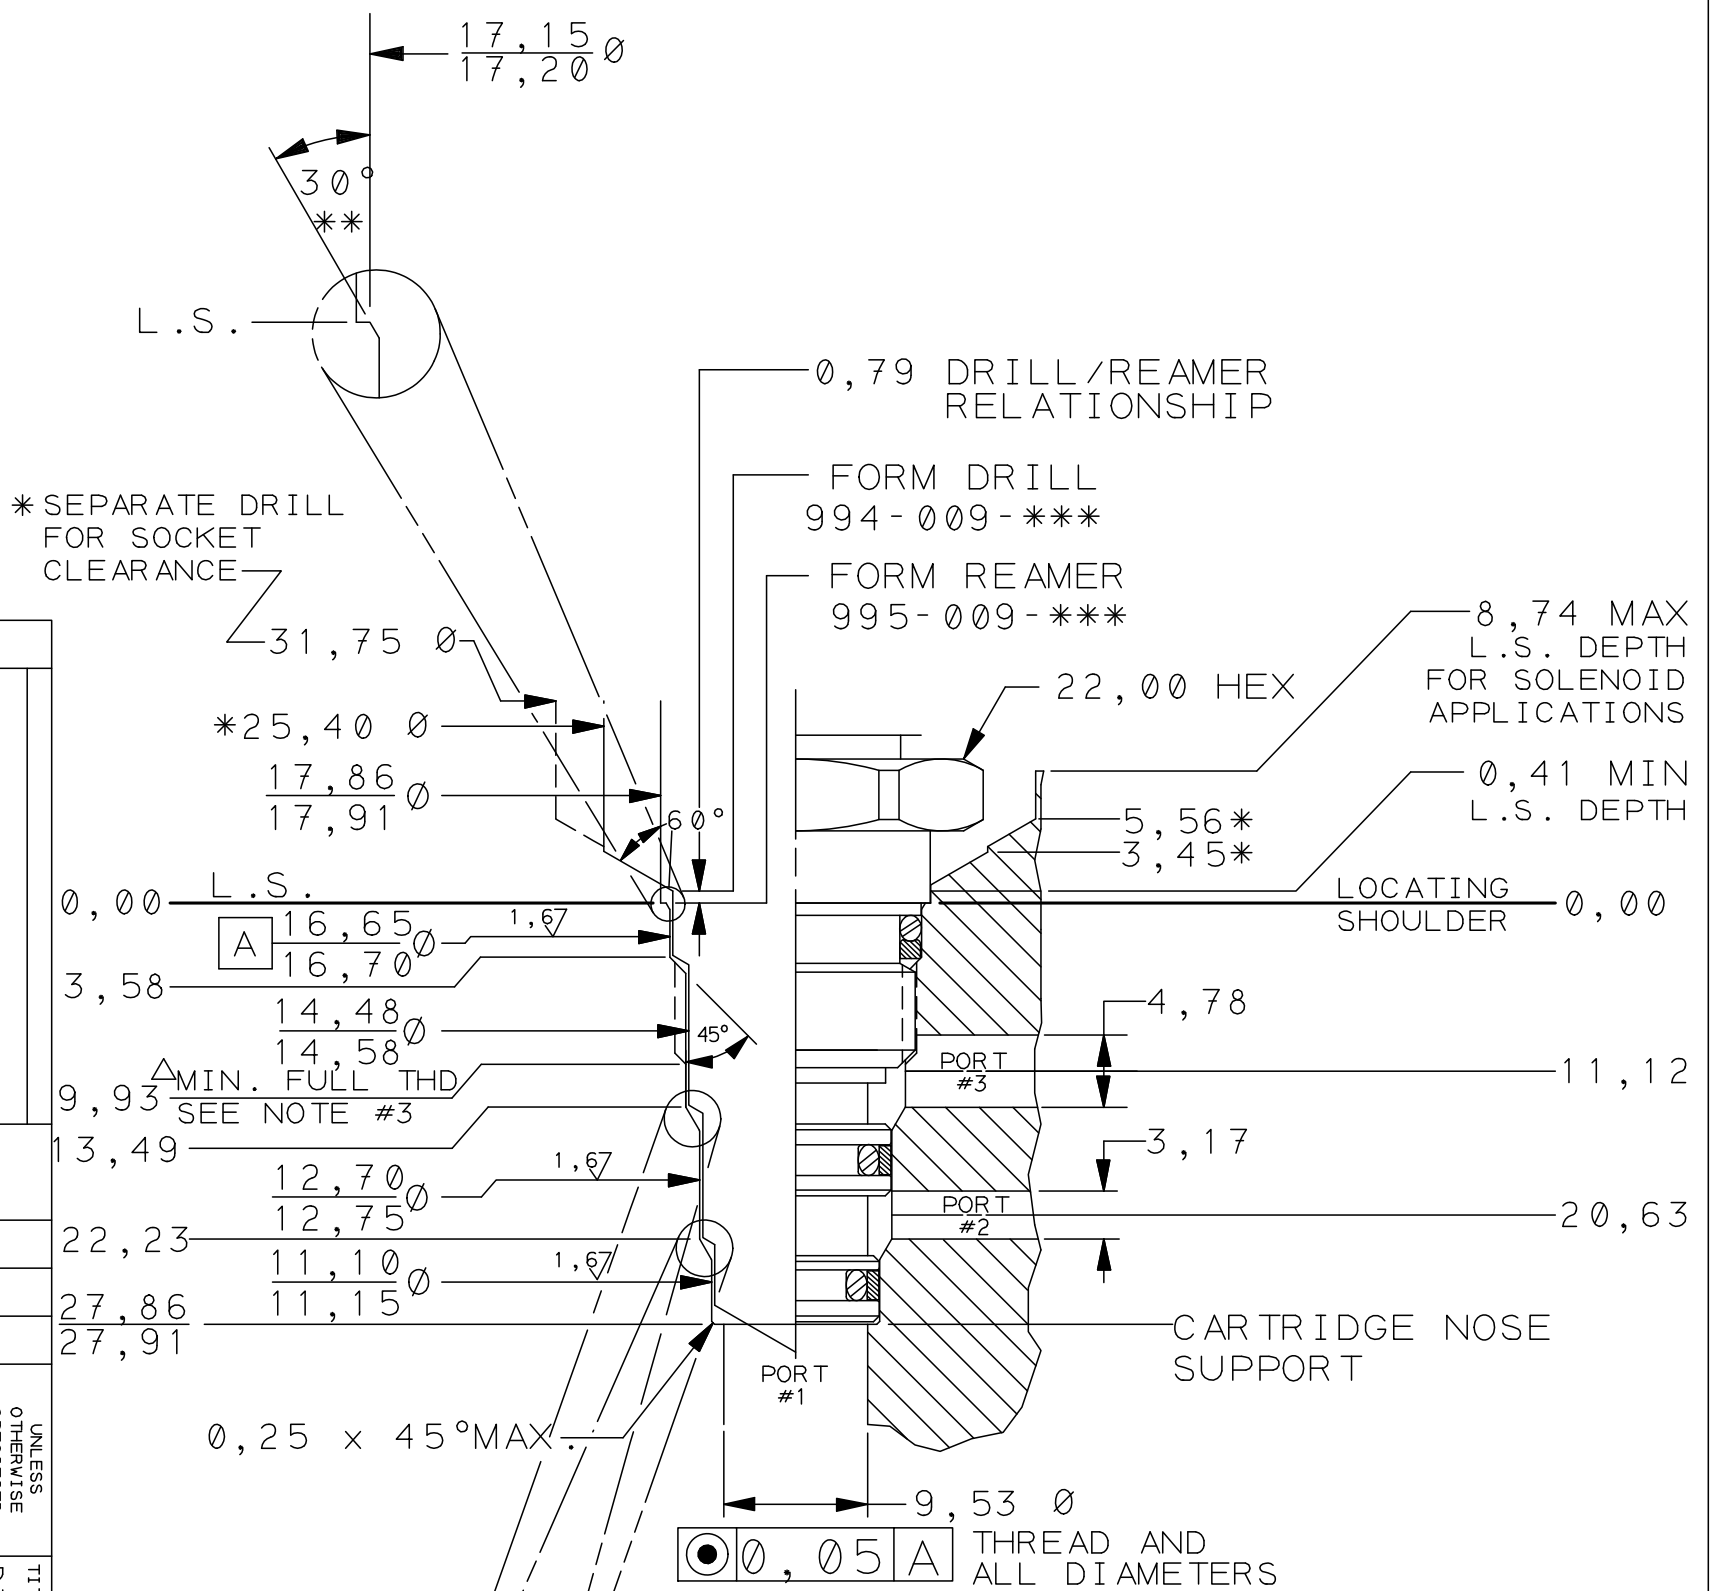 17,15
17,20 Ø
30°
**
L.S.
0,79 DRILL/REAMER
RELATIONSHIP
FORM DRILL
994-009-***
* SEPARATE DRILL
FOR SOCKET
CLEARANCE
FORM REAMER
995-009-***
31,75 Ø
8,74 MAX
L.S. DEPTH
FOR SOLENOID
APPLICATIONS
22,00 HEX
*25,40 Ø
17,86
17,91 Ø
60°
0,41 MIN
L.S. DEPTH
5,56*
3,45*
0,00
L.S.
LOCATING
SHOULDER
0,00
A
16,65
16,70 Ø
1,67
3,58
14,48
14,58 Ø
45°
4,78
PORT
#3
11,12
9,93
△MIN. FULL THD
SEE NOTE #3
13,49
12,70
12,75 Ø
1,67
3,17
PORT
#2
20,63
22,23
11,10
11,15 Ø
1,67
27,86
27,91
CARTRIDGE NOSE
SUPPORT
PORT
#1
0,25 x 45°MAX.
9,53 Ø
0,05 A
THREAD AND
ALL DIAMETERS
UNLESS
OTHERWISE